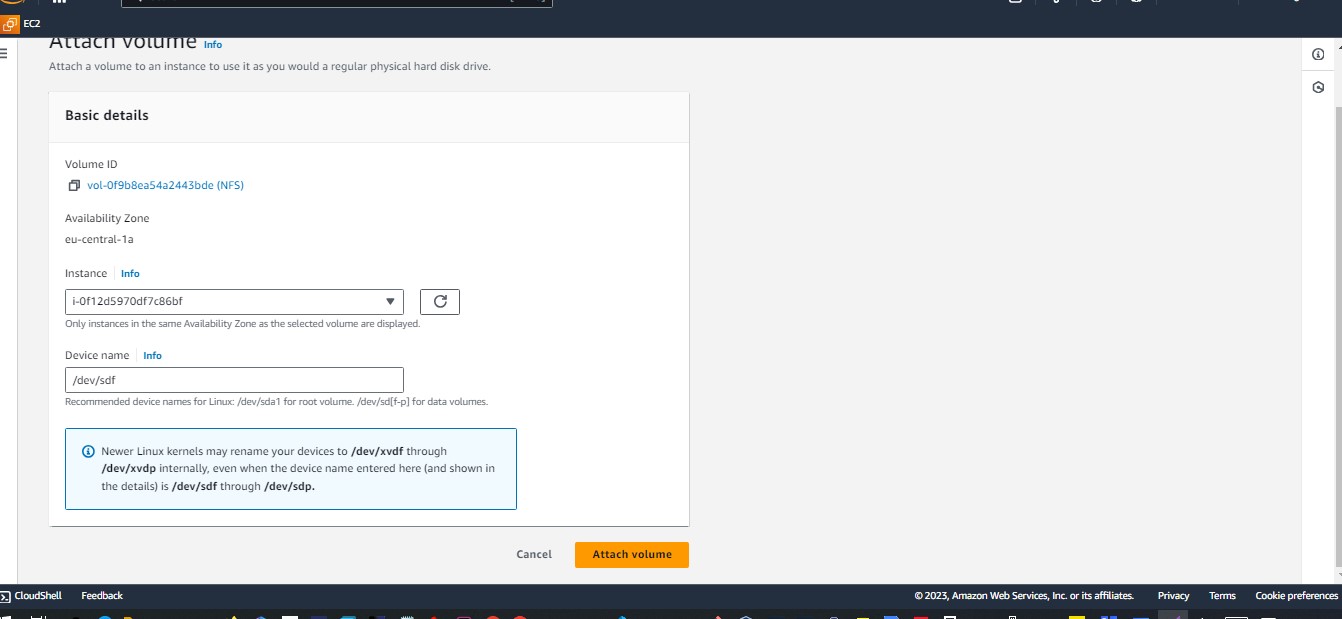 EC2
Attach volume Info
Attach a volume to an instance to use it as you would a regular physical hard disk drive.
Basic details
Volume ID
vol-0f9b8ea54a2443bde (NFS)
Availability Zone
eu-central-1a
Instance Info
i-0f12d5970df7c86bf
Only instances in the same Availability Zone as the selected volume are displayed.
Device name Info
/dev/sdf
Recommended device names for Linux: /dev/sda1 for root volume. /dev/sd[f-p] for data volumes.
Newer Linux kernels may rename your devices to /dev/xvdf through
/dev/xvdp internally, even when the device name entered here (and shown in
the details) is /dev/sdf through /dev/sdp.
Cancel Attach volume
CloudShell Feedback © 2023, Amazon Web Services, Inc. or its affiliates. Privacy Terms Cookie preferences